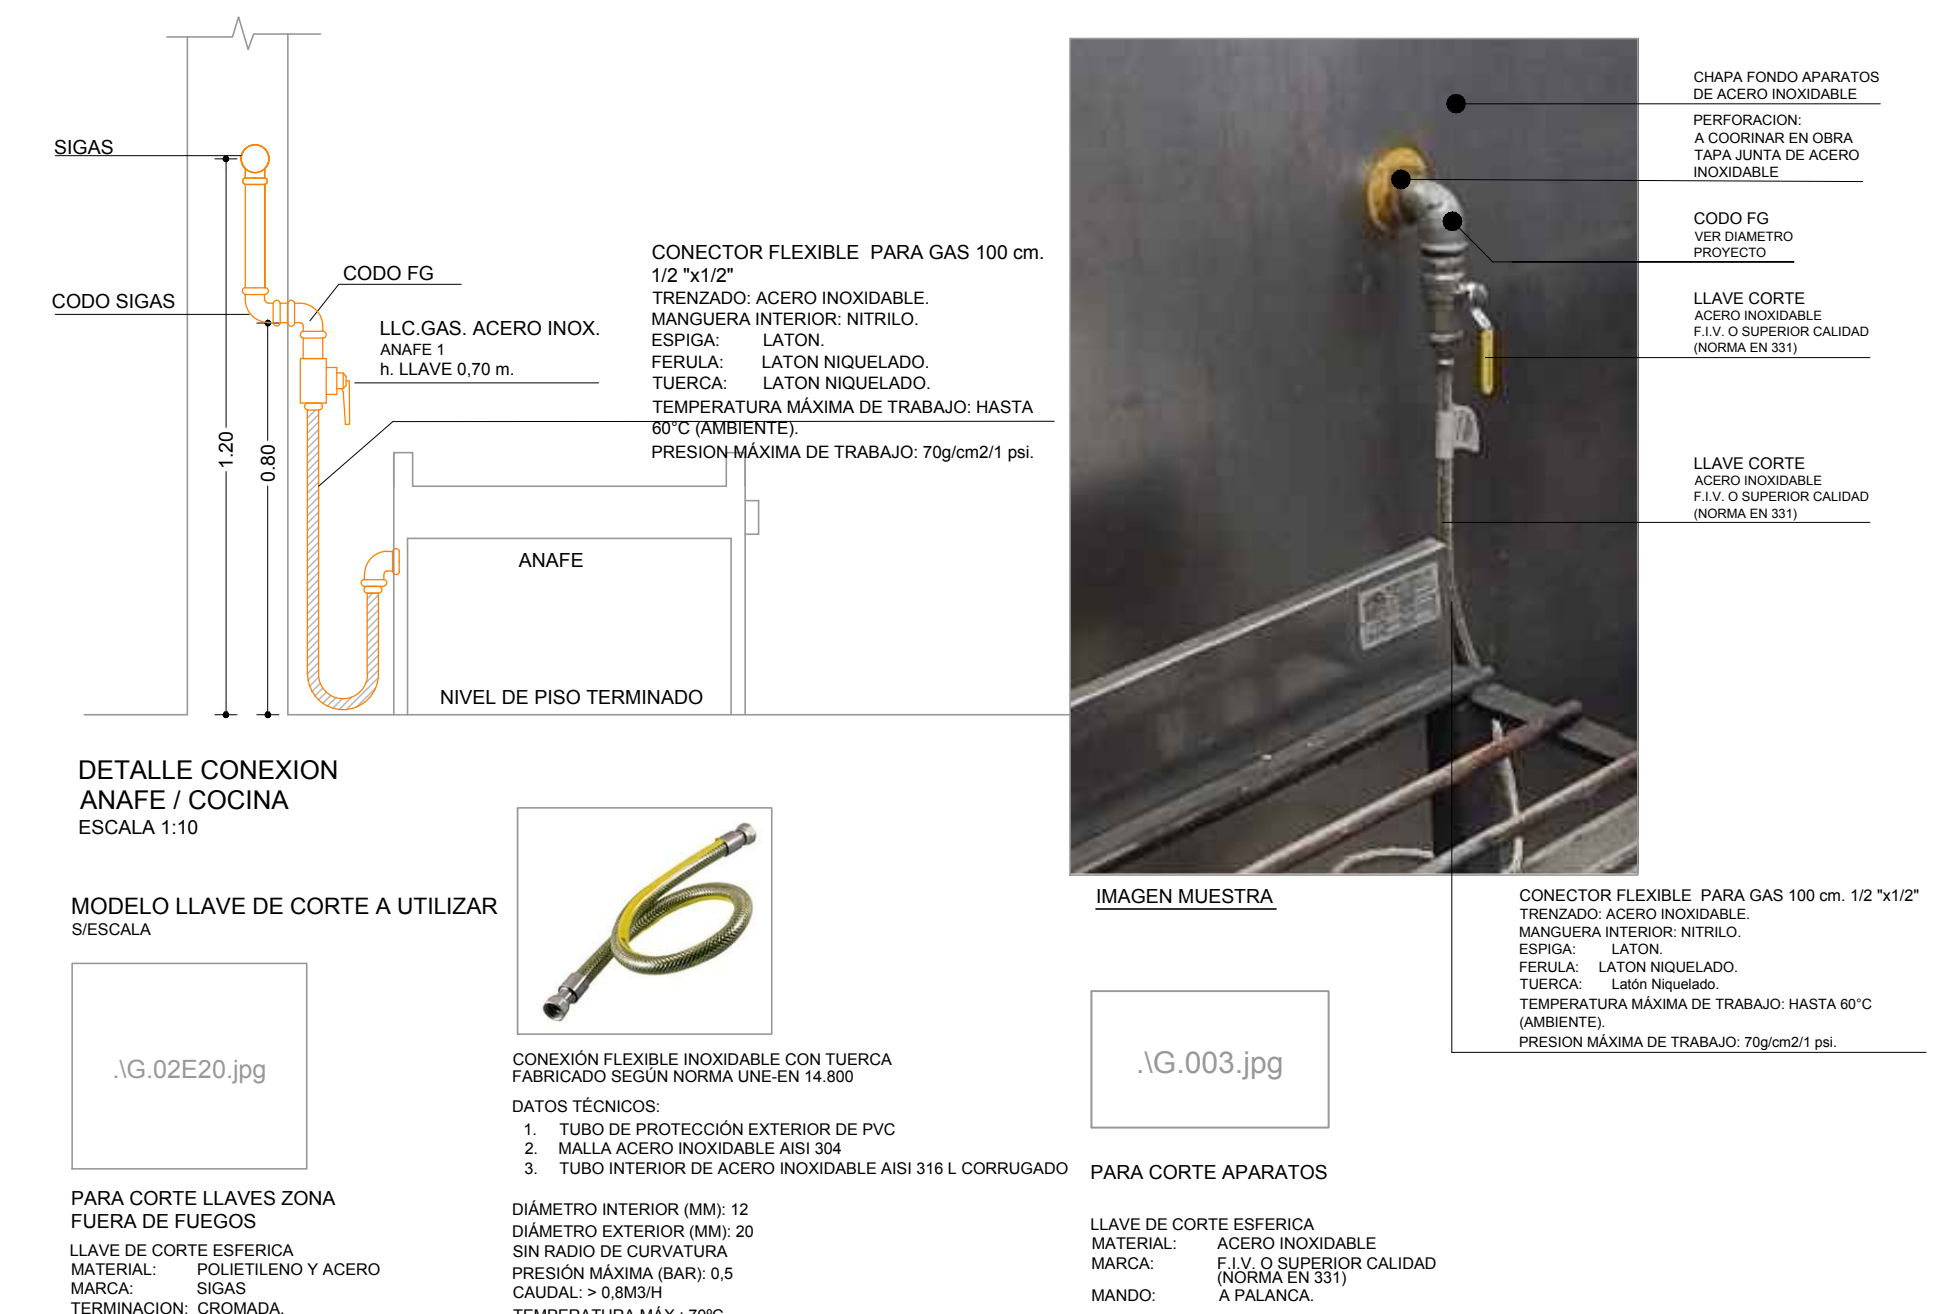 SIGAS
CODO SIGAS
1.20
0.80
CODO FG
LLC.GAS. ACERO INOX.
ANAFE 1
h. LLAVE 0,70 m.
CONECTOR FLEXIBLE PARA GAS 100 cm.
1/2 "x1/2"
TRENZADO: ACERO INOXIDABLE.
MANGUERA INTERIOR: NITRILO.
ESPIGA: LATON.
FERULA: LATON NIQUELADO.
TUERCA: LATON NIQUELADO.
TEMPERATURA MÁXIMA DE TRABAJO: HASTA
60°C (AMBIENTE).
PRESION MÁXIMA DE TRABAJO: 70g/cm2/1 psi.
ANAFE
NIVEL DE PISO TERMINADO
DETALLE CONEXION
ANAFE / COCINA
ESCALA 1:10
CHAPA FONDO APARATOS
DE ACERO INOXIDABLE
PERFORACION:
A COORINAR EN OBRA
TAPA JUNTA DE ACERO
INOXIDABLE
CODO FG
VER DIAMETRO
PROYECTO
LLAVE CORTE
ACERO INOXIDABLE
F.I.V. O SUPERIOR CALIDAD
(NORMA EN 331)
LLAVE CORTE
ACERO INOXIDABLE
F.I.V. O SUPERIOR CALIDAD
(NORMA EN 331)
IMAGEN MUESTRA
CONECTOR FLEXIBLE PARA GAS 100 cm. 1/2 "x1/2"
TRENZADO: ACERO INOXIDABLE.
MANGUERA INTERIOR: NITRILO.
ESPIGA: LATON.
FERULA: LATON NIQUELADO.
TUERCA: Latón Niquelado.
TEMPERATURA MÁXIMA DE TRABAJO: HASTA 60°C
(AMBIENTE).
PRESION MÁXIMA DE TRABAJO: 70g/cm2/1 psi.
MODELO LLAVE DE CORTE A UTILIZAR
S/ESCALA
.\G.02E20.jpg
PARA CORTE LLAVES ZONA
FUERA DE FUEGOS
LLAVE DE CORTE ESFERICA
MATERIAL: POLIETILENO Y ACERO
MARCA: SIGAS
TERMINACION: CROMADA.
CONEXIÓN FLEXIBLE INOXIDABLE CON TUERCA
FABRICADO SEGÚN NORMA UNE-EN 14.800
DATOS TÉCNICOS:
1. TUBO DE PROTECCIÓN EXTERIOR DE PVC
2. MALLA ACERO INOXIDABLE AISI 304
3. TUBO INTERIOR DE ACERO INOXIDABLE AISI 316 L CORRUGADO
DIÁMETRO INTERIOR (MM): 12
DIÁMETRO EXTERIOR (MM): 20
SIN RADIO DE CURVATURA
PRESIÓN MÁXIMA (BAR): 0,5
CAUDAL: > 0,8M3/H
TEMPERATURA MÁX.: 70ºC
.\G.003.jpg
PARA CORTE APARATOS
LLAVE DE CORTE ESFERICA
MATERIAL: ACERO INOXIDABLE
MARCA: F.I.V. O SUPERIOR CALIDAD
(NORMA EN 331)
MANDO: A PALANCA.